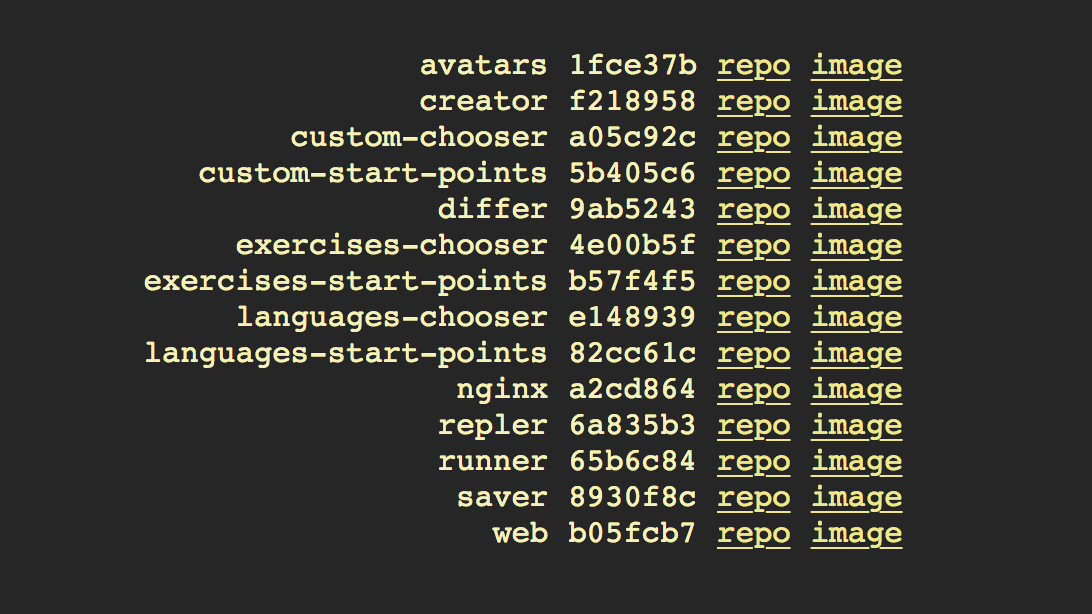 avatars 1fce37b repo image
creator f218958 repo image
custom-chooser a05c92c repo image
custom-start-points 5b405c6 repo image
differ 9ab5243 repo image
exercises-chooser 4e00b5f repo image
exercises-start-points b57f4f5 repo image
languages-chooser e148939 repo image
languages-start-points 82cc61c repo image
nginx a2cd864 repo image
repler 6a835b3 repo image
runner 65b6c84 repo image
saver 8930f8c repo image
web b05fcb7 repo image